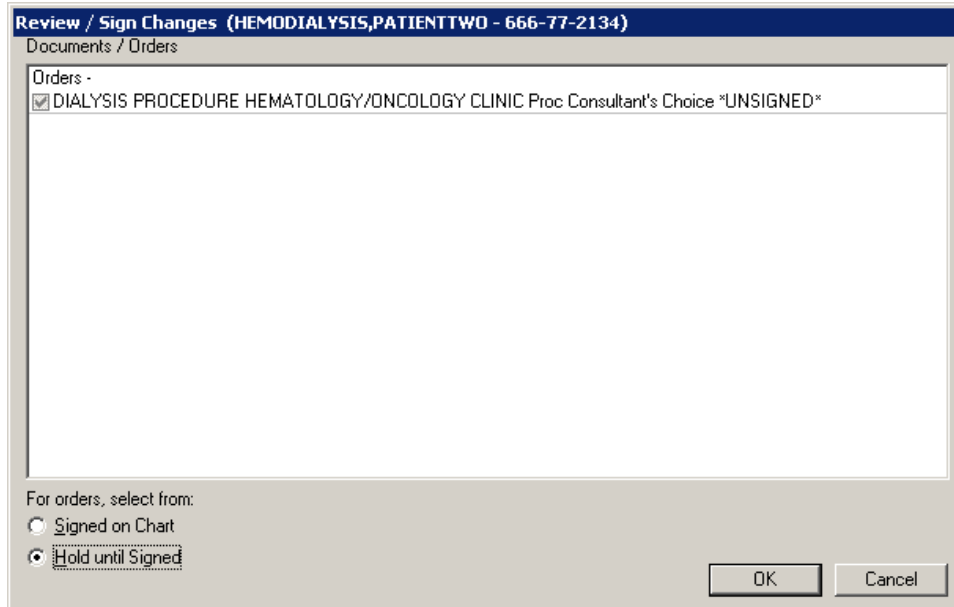 Review / Sign Changes (HEMODIALYSIS,PATIENTTWO - 666-77-2134)
Documents / Orders
Orders -
DIALYSIS PROCEDURE HEMATOLOGY/ONCOLOGY CLINIC Proc Consultant's Choice *UNSIGNED*
For orders, select from:
Signed on Chart
Hold until Signed
OK Cancel